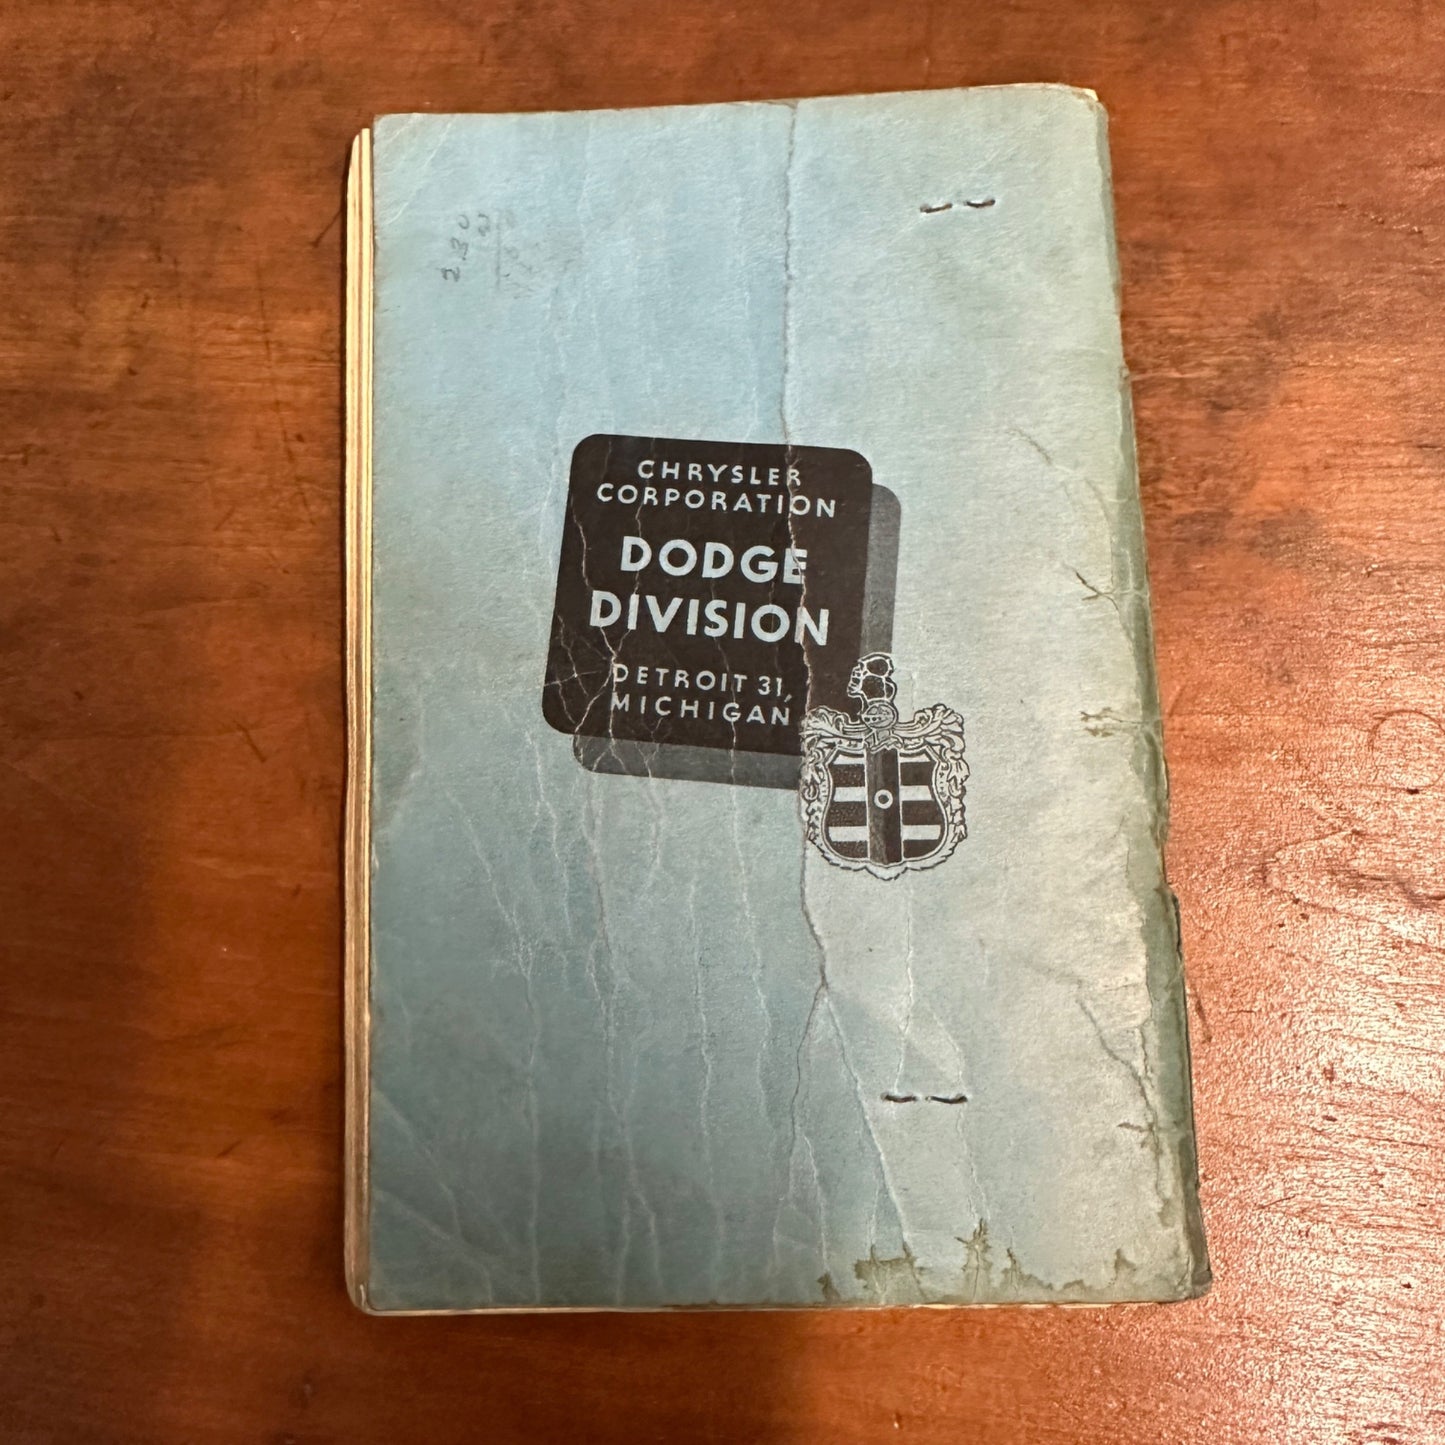 CHRYSLER
CORPORATION
DODGE
DIVISION
DETROIT 31,
MICHIGAN